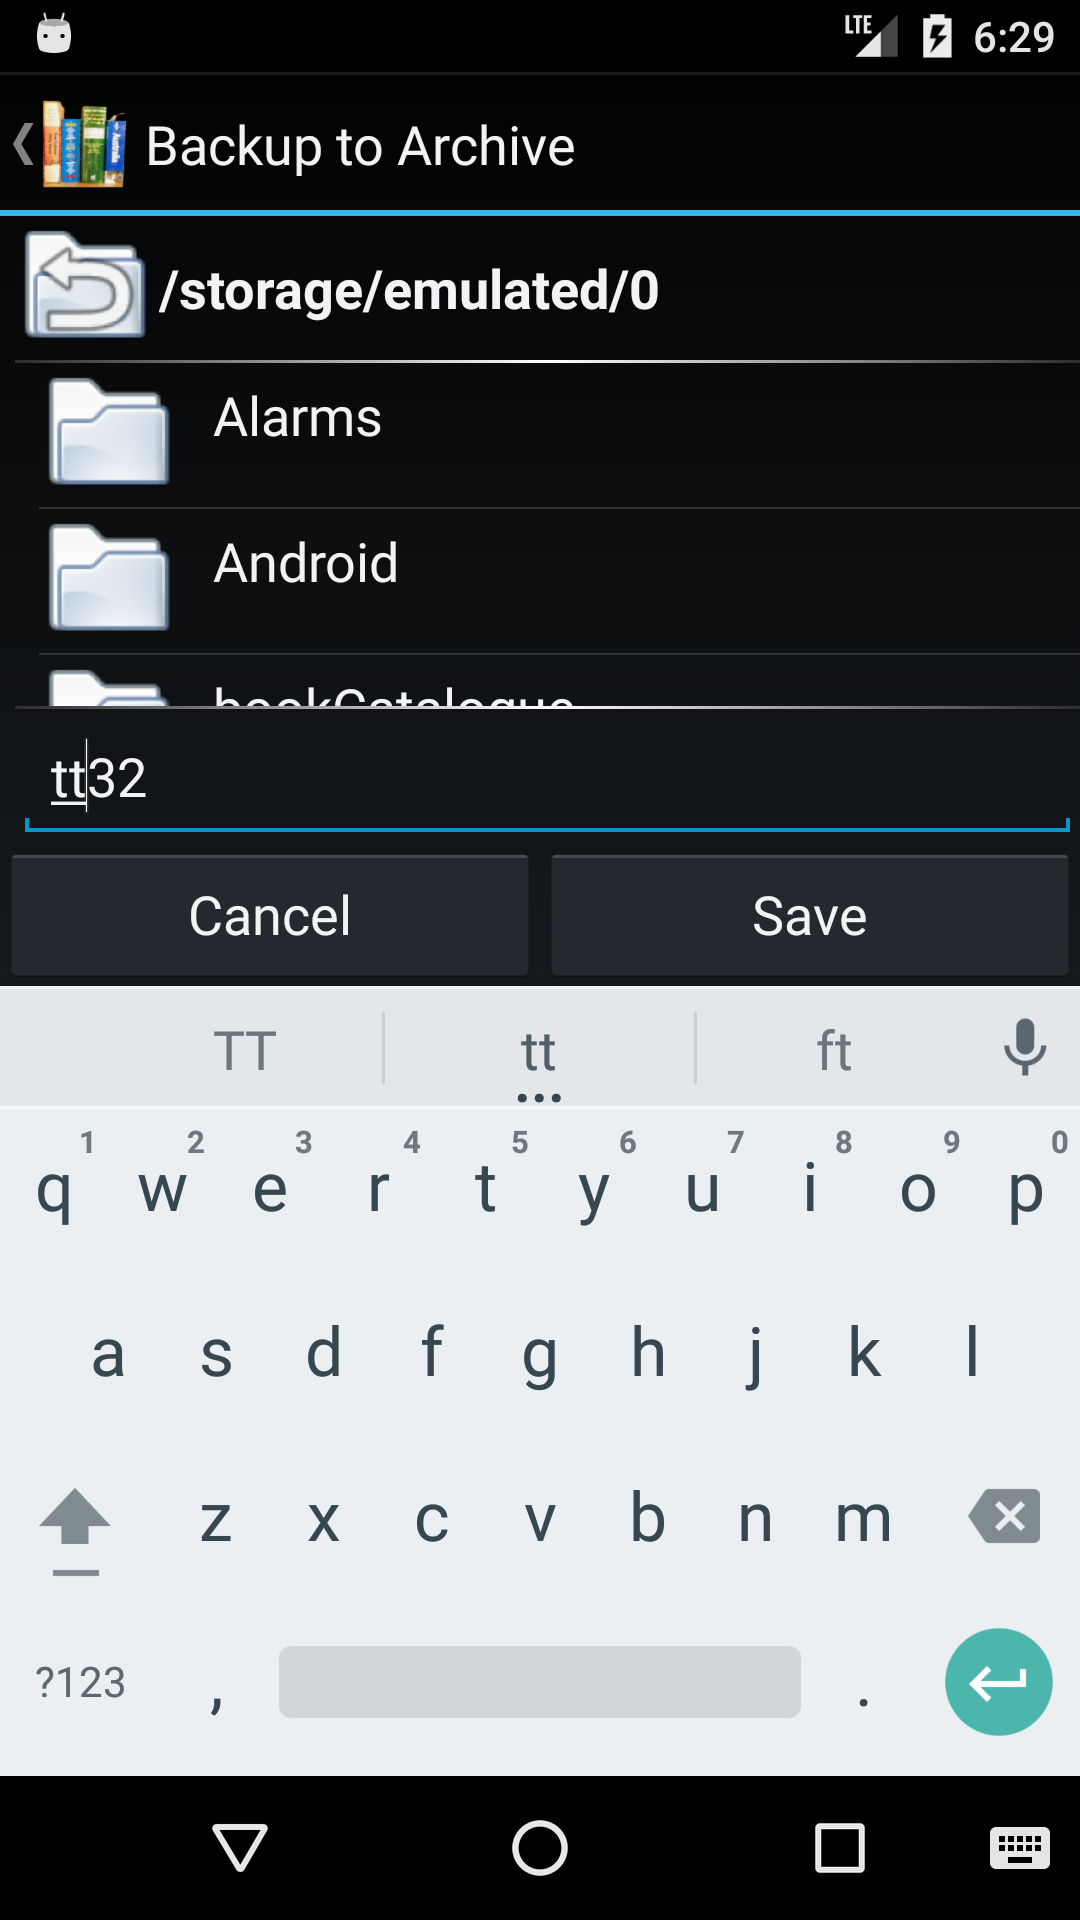 LTE 6:29
Backup to Archive
/storage/emulated/0
Alarms
Android
bookCatalogue
tt32
Cancel Save
TT tt ft
1 2 3 4 5 6 7 8 9 0
q w e r t y u i o p
a s d f g h j k l
z x c v b n m
?123 , .